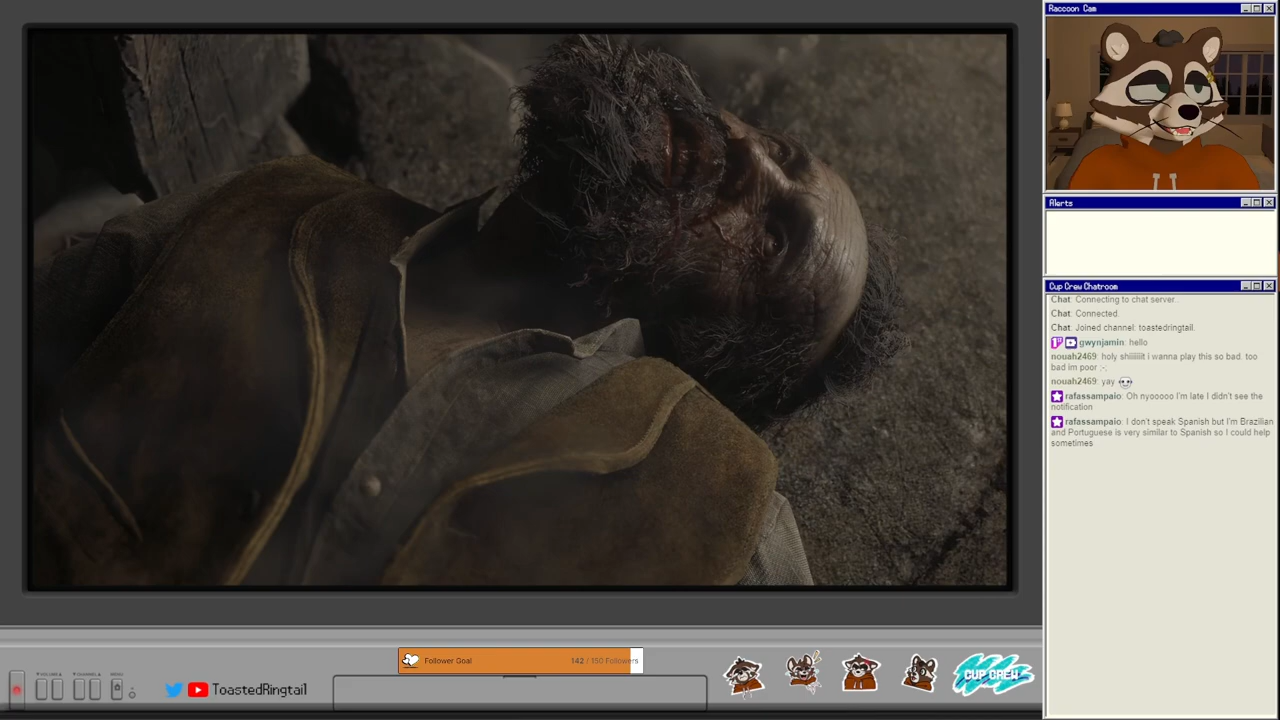 Raccoon Cam
Alerts
Cup Crew Chatroom
Chat: Connecting to chat server..
Chat: Connected.
Chat: Joined channel: toastedringtail.
gwynjamin: hello
nouah2469: holy shiiiiiit i wanna play this so bad. too
bad im poor :-;
nouah2469: yay
rafassampaio: Oh nyooooo I'm late I didn't see the
notification
rafassampaio: I don't speak Spanish but I'm Brazilian
and Portuguese is very similar to Spanish so I could help
sometimes
Follower Goal
142 / 150 Followers
ToastedRingtail
CUP CREW